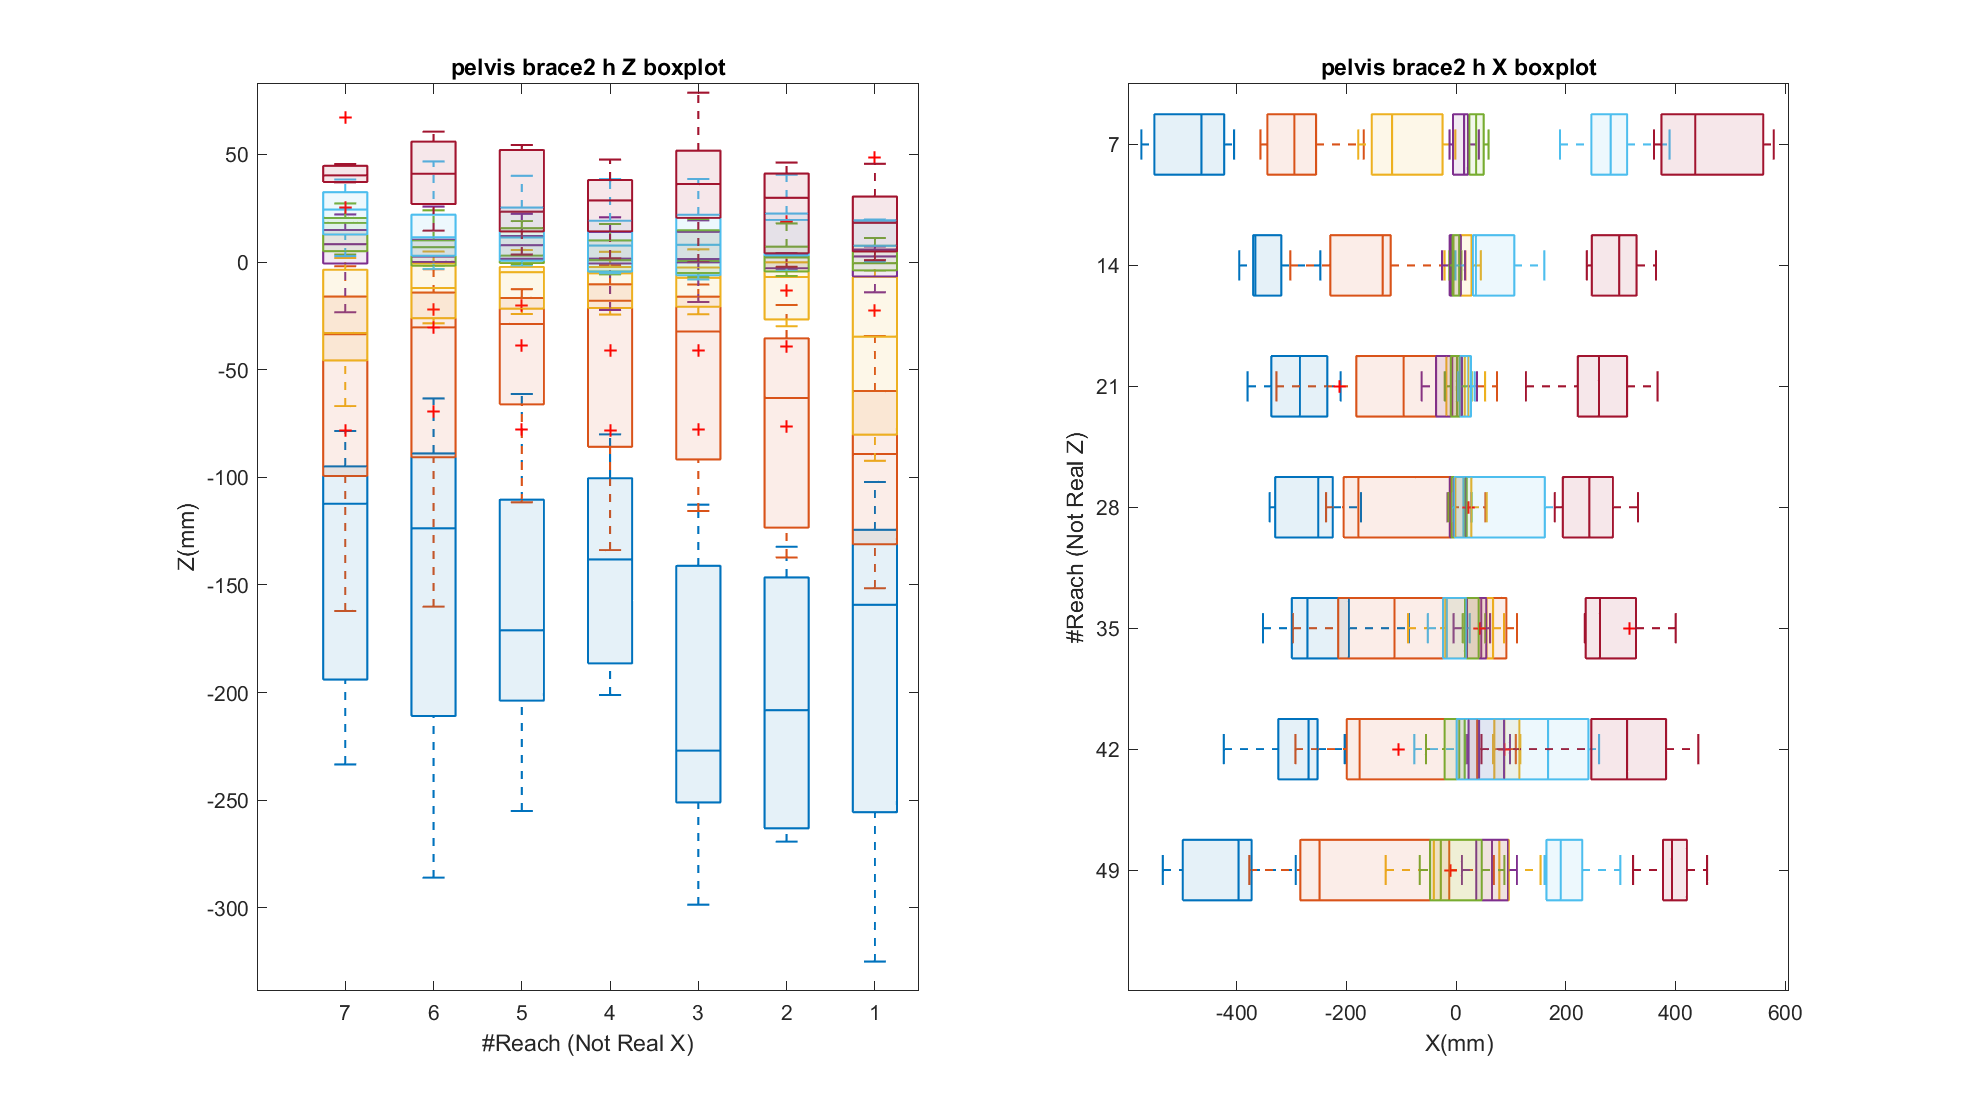 pelvis brace2 h Z boxplot
50
0
-50
-100
-150
-200
-250
-300
Z(mm)
7 6 5 4 3 2 1
#Reach (Not Real X)
pelvis brace2 h X boxplot
7
14
21
28
35
42
49
#Reach (Not Real Z)
-400 -200 0 200 400 600
X(mm)